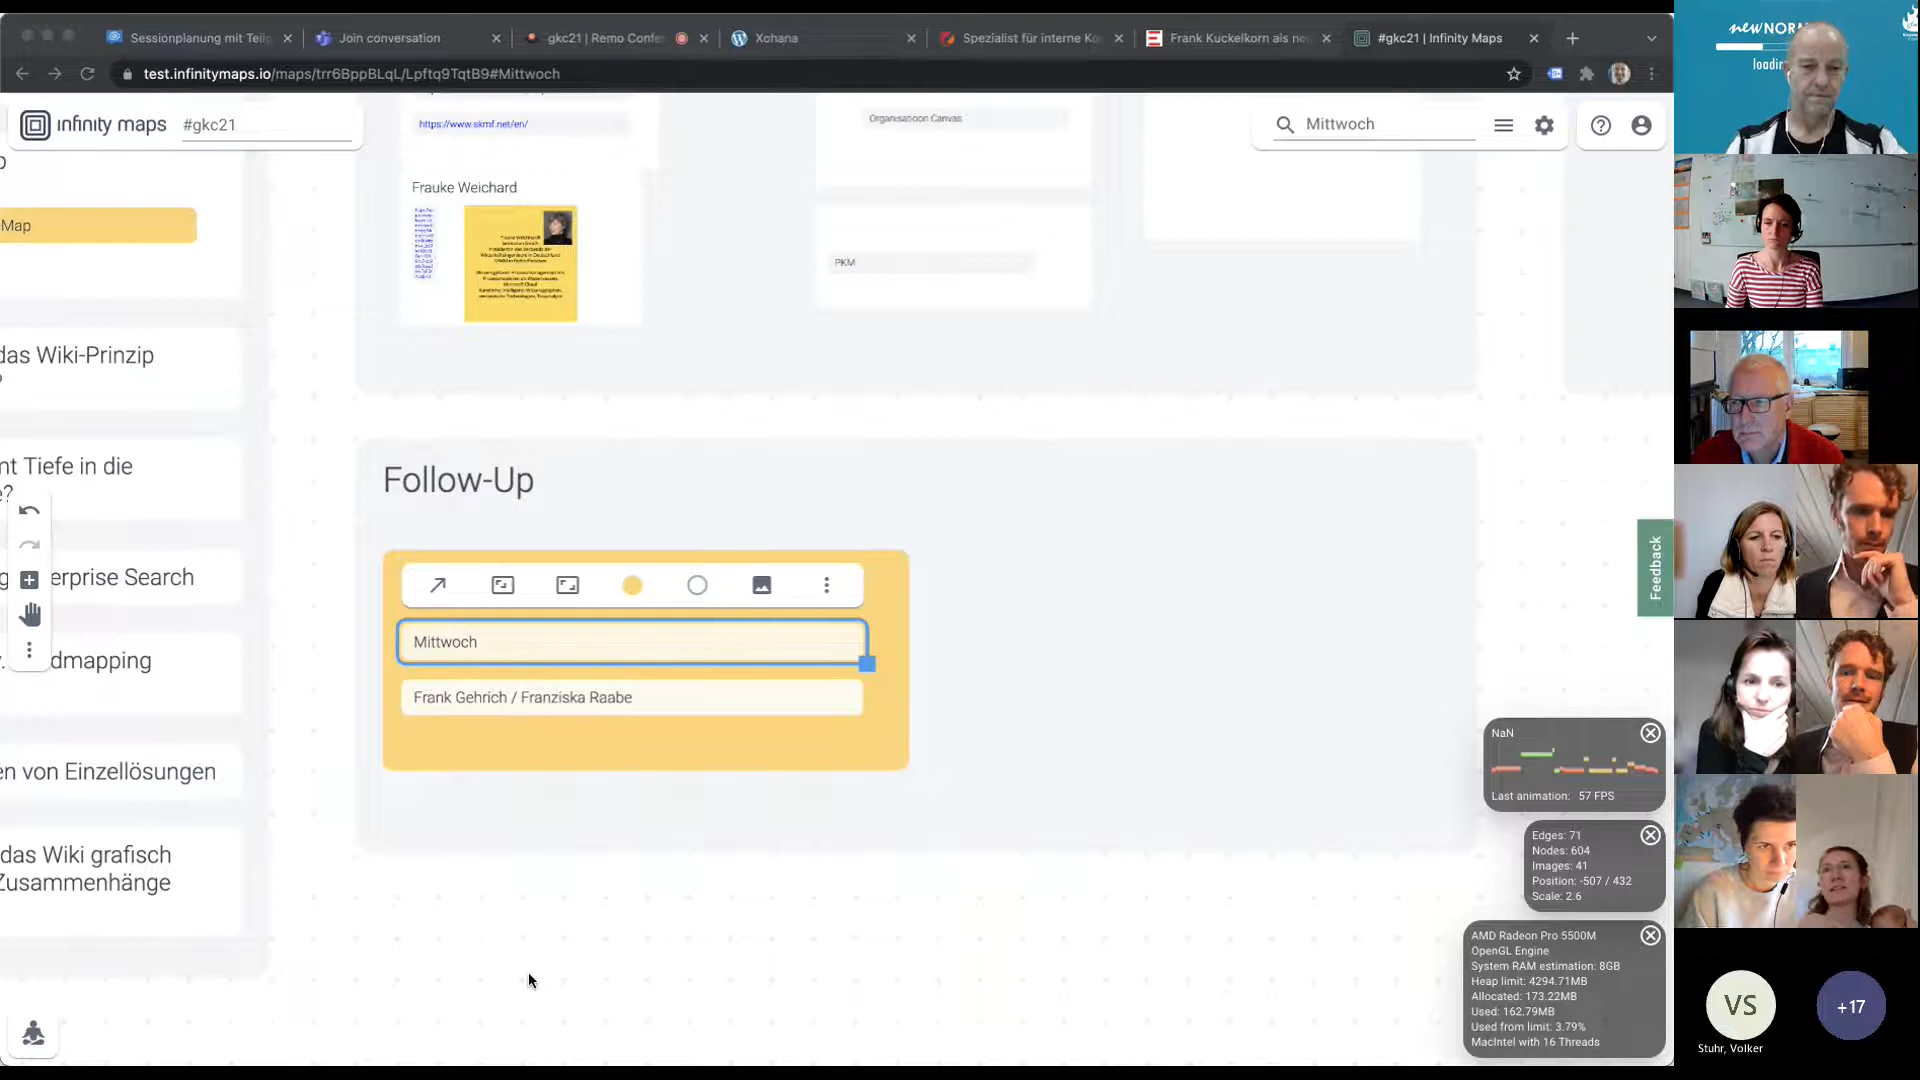 Sessionplanung mit Teilp
Join conversation
gkc21 | Remo Confe
Xohana
Spezialist für interne Ko
Frank Kuckelkorn als ne
#gkc21 | Infinity Maps
test.infinitymaps.io/maps/trr6BppBLqL/Lpftq9TqtB9#Mittwoch
infinity maps
#gkc21
Mittwoch
https://www.skmf.net/en/
Organisatioon Canvas
Frauke Weichard
PKM
Map
das Wiki-Prinzip
?
nt Tiefe in die
e?
g
erprise Search
dmapping
en von Einzellösungen
das Wiki grafisch
Zusammenhänge
Follow-Up
Mittwoch
Frank Gehrich / Franziska Raabe
Feedback
NaN
Last animation: 57 FPS
Edges: 71
Nodes: 604
Images: 41
Position: -507 / 432
Scale: 2.6
AMD Radeon Pro 5500M
OpenGL Engine
System RAM estimation: 8GB
Heap limit: 4294.71MB
Allocated: 173.22MB
Used: 162.79MB
Used from limit: 3.79%
MacIntel with 16 Threads
newNOR
loadin
VS
Stuhr, Volker
+17